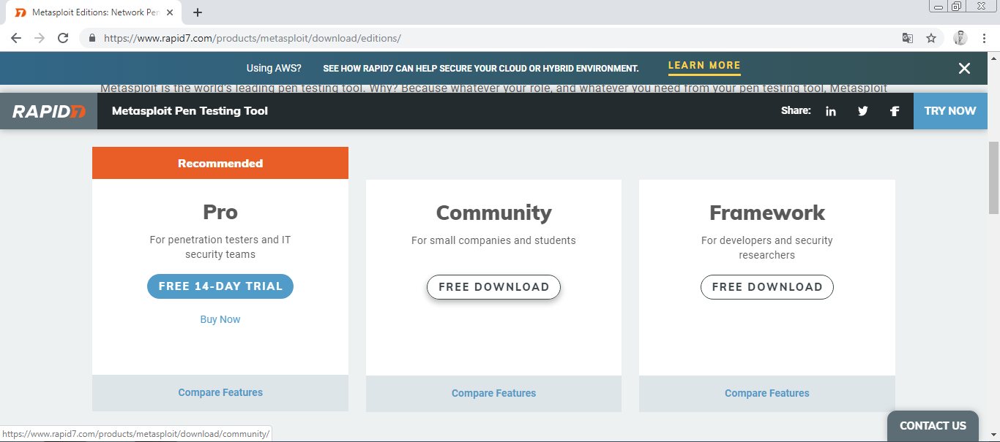 Metasploit Editions: Network Pen
https://www.rapid7.com/products/metasploit/download/editions/
Using AWS? SEE HOW RAPID7 CAN HELP SECURE YOUR CLOUD OR HYBRID ENVIRONMENT. LEARN MORE
Metasploit is the world's leading pen testing tool. Why? Because whatever your role, and whatever you need from your pen testing tool, Metasploit
RAPID7 Metasploit Pen Testing Tool Share: TRY NOW
Recommended
Pro
For penetration testers and IT
security teams
FREE 14-DAY TRIAL
Buy Now
Compare Features
Community
For small companies and students
FREE DOWNLOAD
Compare Features
Framework
For developers and security
researchers
FREE DOWNLOAD
Compare Features
CONTACT US
https://www.rapid7.com/products/metasploit/download/community/